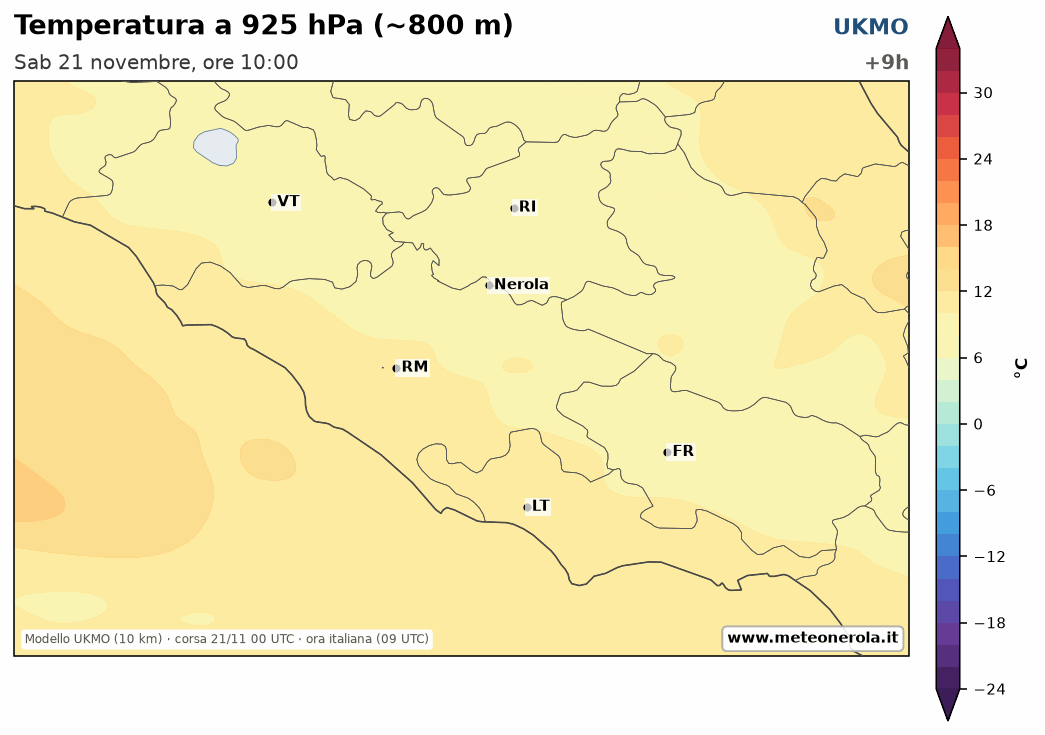 Temperatura a 925 hPa (~800 m)
UKMO
Sab 21 novembre, ore 10:00
+9h
VT
RI
Nerola
RM
FR
LT
Modello UKMO (10 km) · corsa 21/11 00 UTC · ora italiana (09 UTC)
www.meteonerola.it
30
24
18
12
6
0
−6
−12
−18
−24
°C